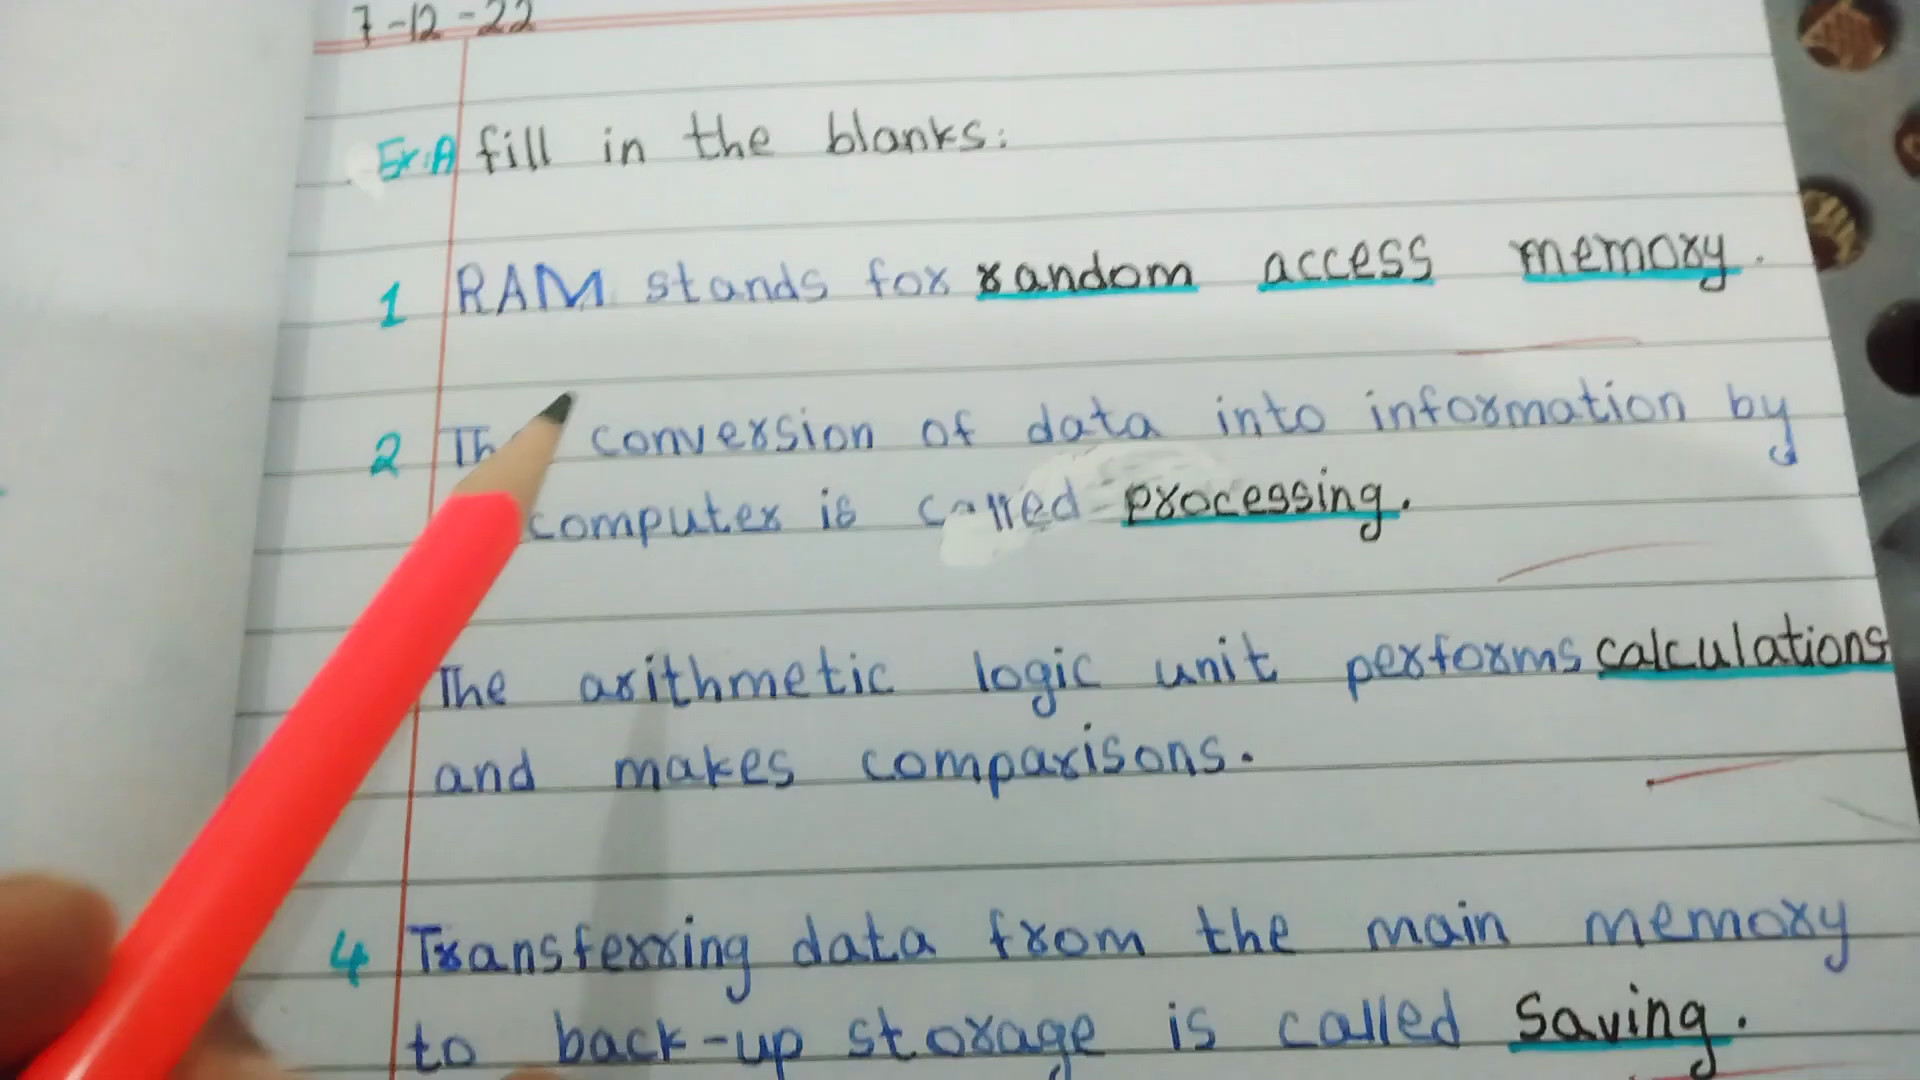 7-12-22
Ex:A fill in the blanks:
1 RAM stands for random access memory.
2 The conversion of data into information by
computer is called processing.
The arithmetic logic unit performs calculations
and makes comparisons.
4 Transferring data from the main memory
to back-up storage is called saving.